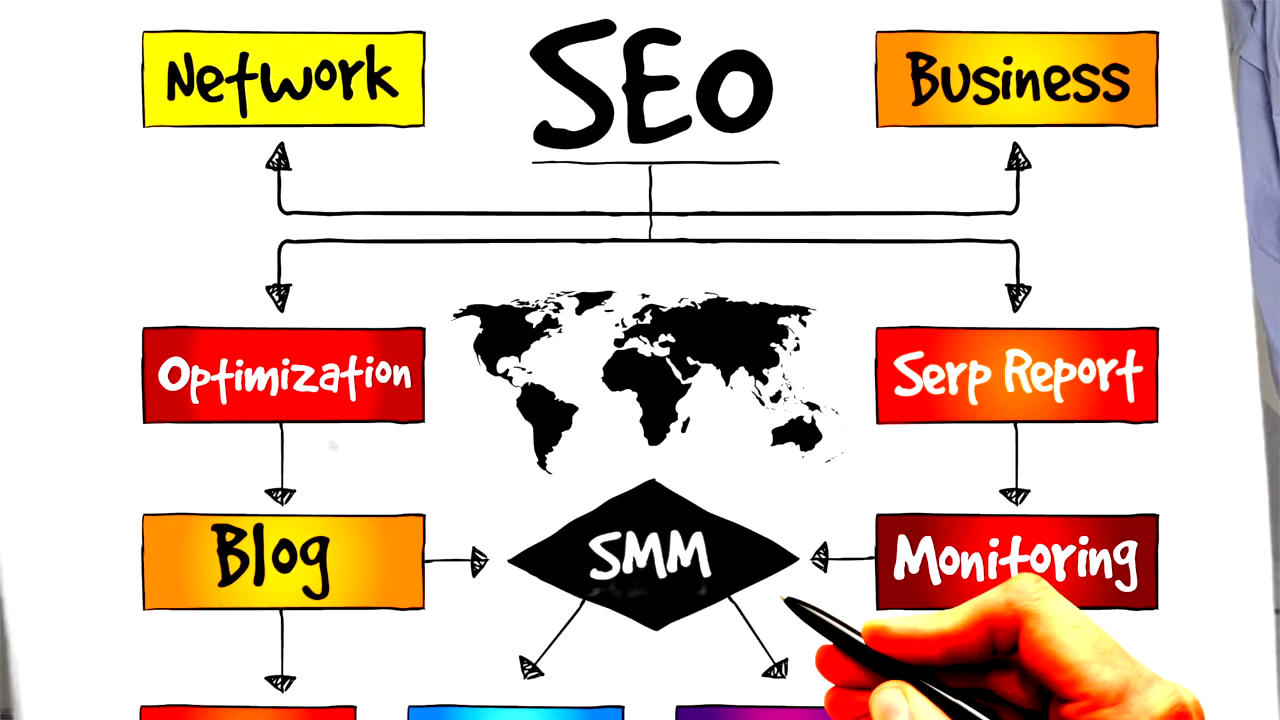 SEO
Network
Business
Optimization
Serp Report
Blog
SMM
Monitoring